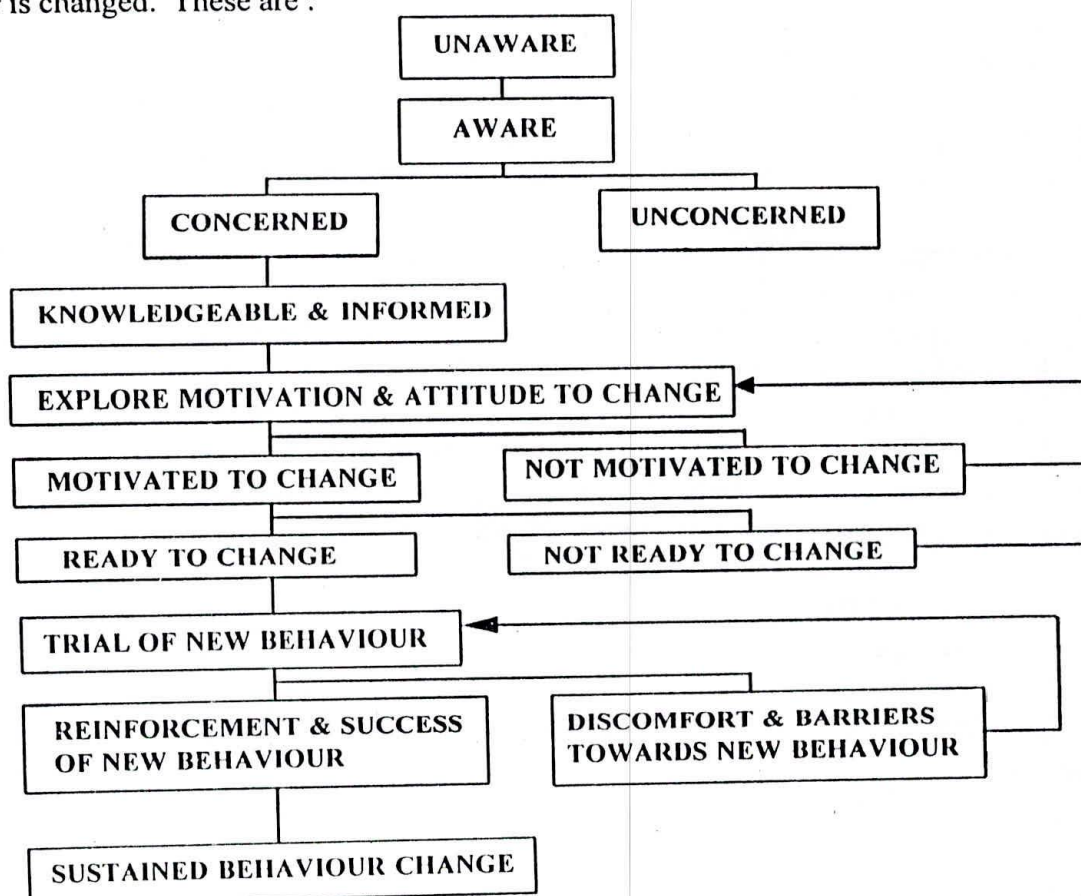 is changed. These are :
UNAWARE
AWARE
CONCERNED
UNCONCERNED
KNOWLEDGEABLE & INFORMED
EXPLORE MOTIVATION & ATTITUDE TO CHANGE
MOTIVATED TO CHANGE
NOT MOTIVATED TO CHANGE
READY TO CHANGE
NOT READY TO CHANGE
TRIAL OF NEW BEHAVIOUR
REINFORCEMENT & SUCCESS
OF NEW BEHAVIOUR
DISCOMFORT & BARRIERS
TOWARDS NEW BEHAVIOUR
SUSTAINED BEHAVIOUR CHANGE